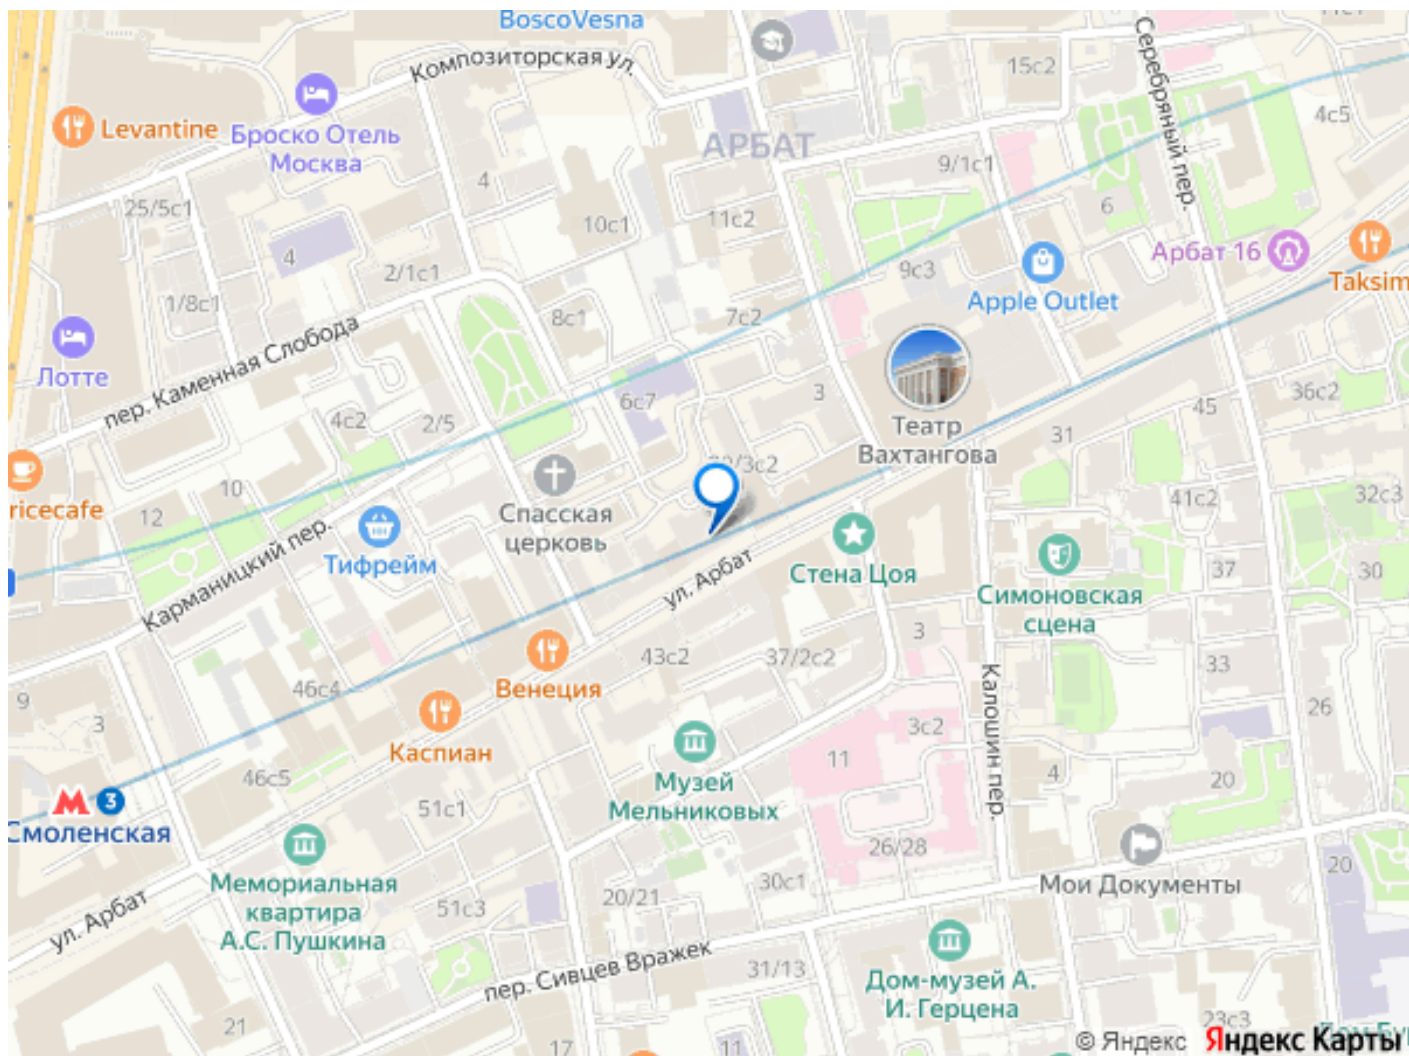 BoscoVesna
11с1
Композиторская ул.
Серебряный пер.
15с2
Levantine
Броско Отель
Москва
АРБАТ
4с5
9/1с1
4
25/5с1
10с1
11с2
6
4
2/1с1
Арбат 16
Taksim
9с3
Apple Outlet
1/8с1
8с1
7с2
Лотте
пер. Каменная Слобода
6с7
3
4с2
2/5
36с2
45
Театр
Вахтангова
31
10
12
Спасская
церковь
41с2
32с3
ricecafe
Тифрейм
Карманицкий пер.
ул. Арбат
Стена Цоя
Симоновская
сцена
37
30
3
43с2
37/2с2
33
Венеция
46с4
9
3
Калошин пер.
26
3с2
Каспиан
11
Музей
Мельниковых
46с5
51с1
4
20
3
Смоленская
26/28
Мемориальная
квартира
А.С. Пушкина
30с1
Мои Документы
20
20/21
51с3
ул. Арбат
пер. Сивцев Вражек
31/13
Дом-музей А.
И. Герцена
21
23с3
17
11
© Яндекс Яндекс Карты